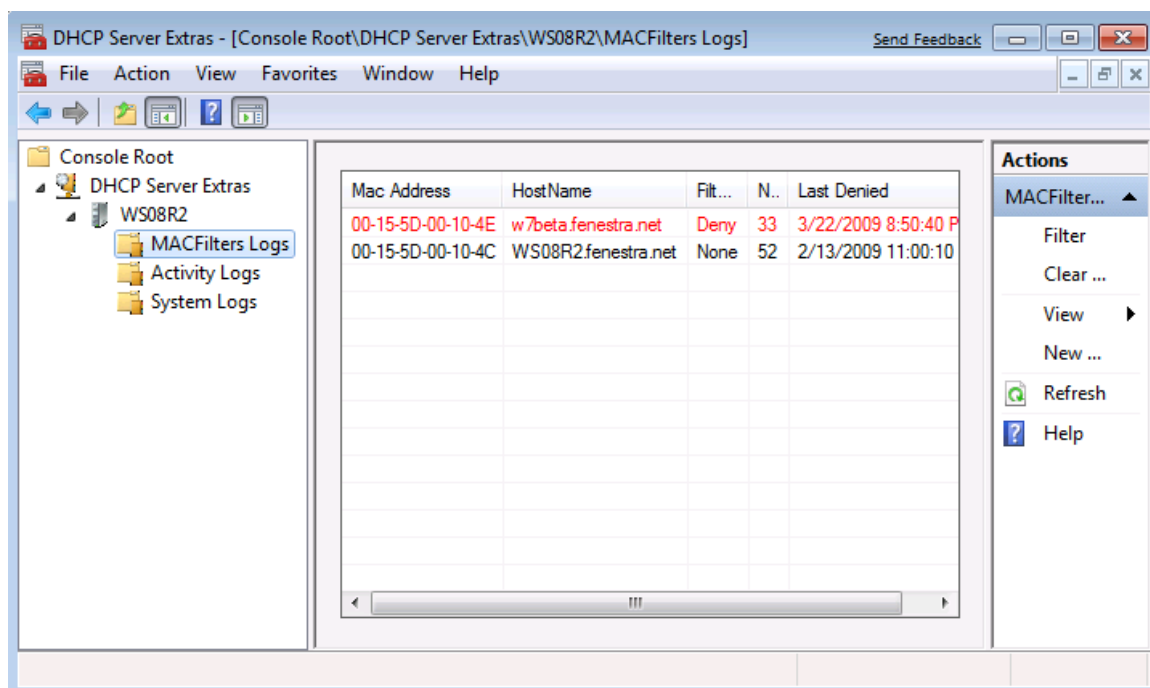 DHCP Server Extras - [Console Root\DHCP Server Extras\WS08R2\MACFilters Logs]
Send Feedback
File Action View Favorites Window Help
Console Root
DHCP Server Extras
WS08R2
MACFilters Logs
Activity Logs
System Logs
Mac Address HostName Filt... N.. Last Denied
00-15-5D-00-10-4E w7beta.fenestra.net Deny 33 3/22/2009 8:50:40 P
00-15-5D-00-10-4C WS08R2.fenestra.net None 52 2/13/2009 11:00:10
Actions
MACFilter...
Filter
Clear ...
View
New ...
Refresh
Help